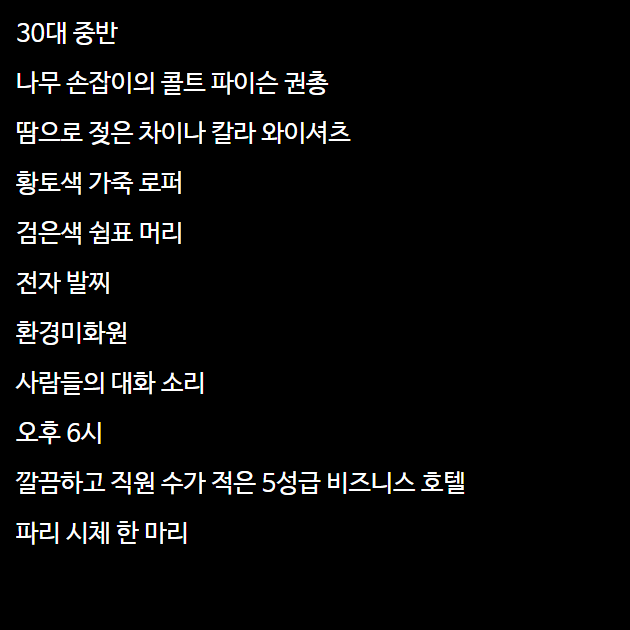 30대 중반
나무 손잡이의 콜트 파이슨 권총
땀으로 젖은 차이나 칼라 와이셔츠
황토색 가죽 로퍼
검은색 쉼표 머리
전자 발찌
환경미화원
사람들의 대화 소리
오후 6시
깔끔하고 직원 수가 적은 5성급 비즈니스 호텔
파리 시체 한 마리